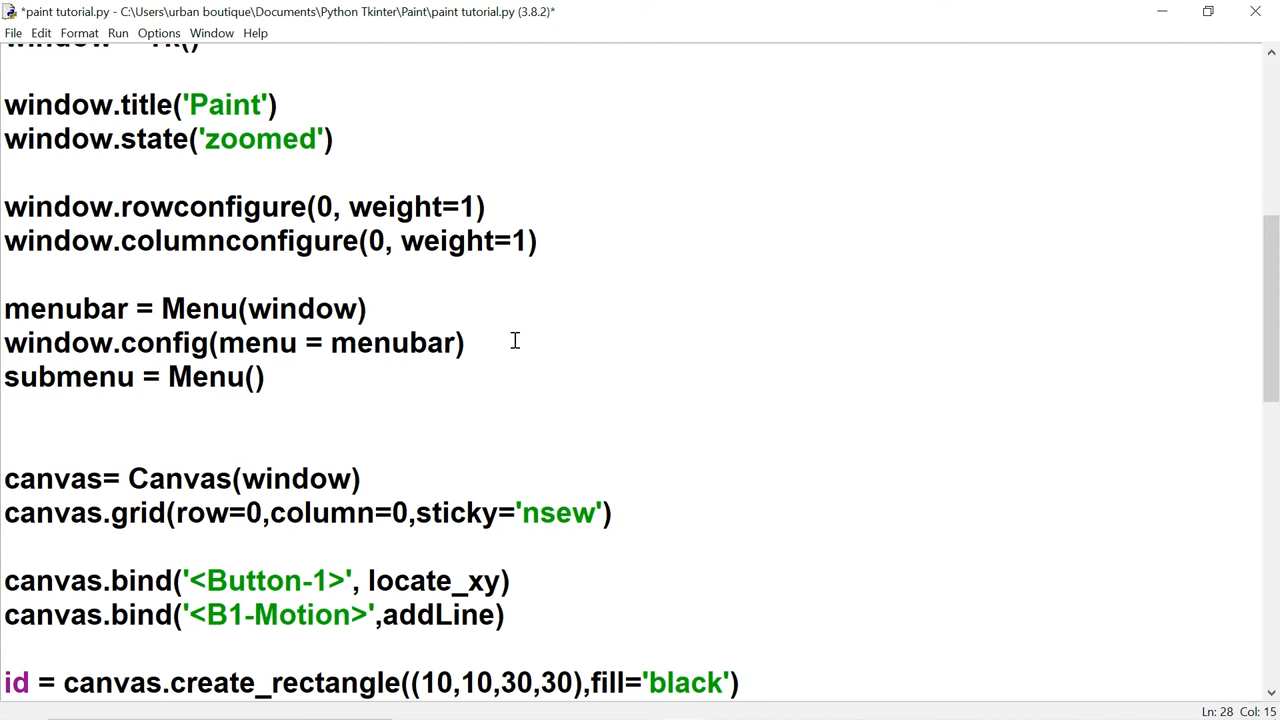 *paint tutorial.py - C:\Users\urban boutique\Documents\Python Tkinter\Paint\paint tutorial.py (3.8.2)*
File Edit Format Run Options Window Help
window = Tk()
window.title('Paint')
window.state('zoomed')
window.rowconfigure(0, weight=1)
window.columnconfigure(0, weight=1)
menubar = Menu(window)
window.config(menu = menubar)
submenu = Menu()
canvas= Canvas(window)
canvas.grid(row=0,column=0,sticky='nsew')
canvas.bind('<Button-1>', locate_xy)
canvas.bind('<B1-Motion>',addLine)
id = canvas.create_rectangle((10,10,30,30),fill='black')
Ln: 28 Col: 15